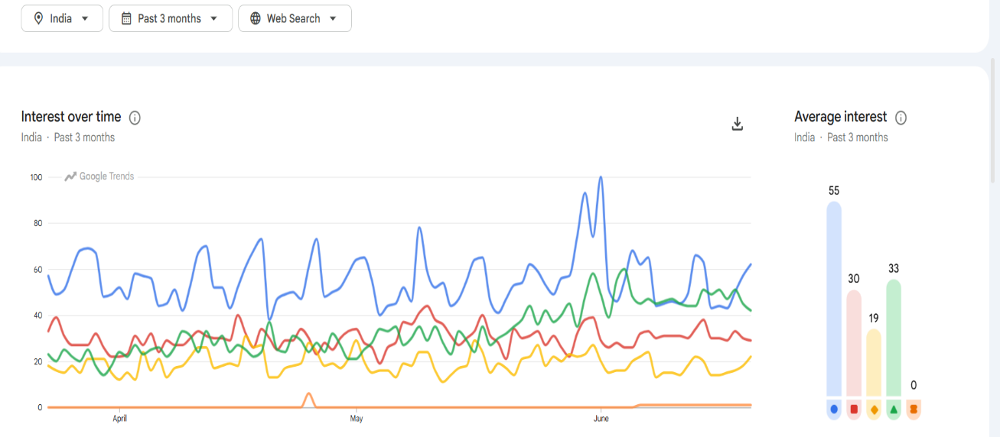 India Past 3 months Web Search
Interest over time
India · Past 3 months
Average interest
India · Past 3 months
Google Trends
100
80
60
40
20
0
April May June
55
30
19
33
0